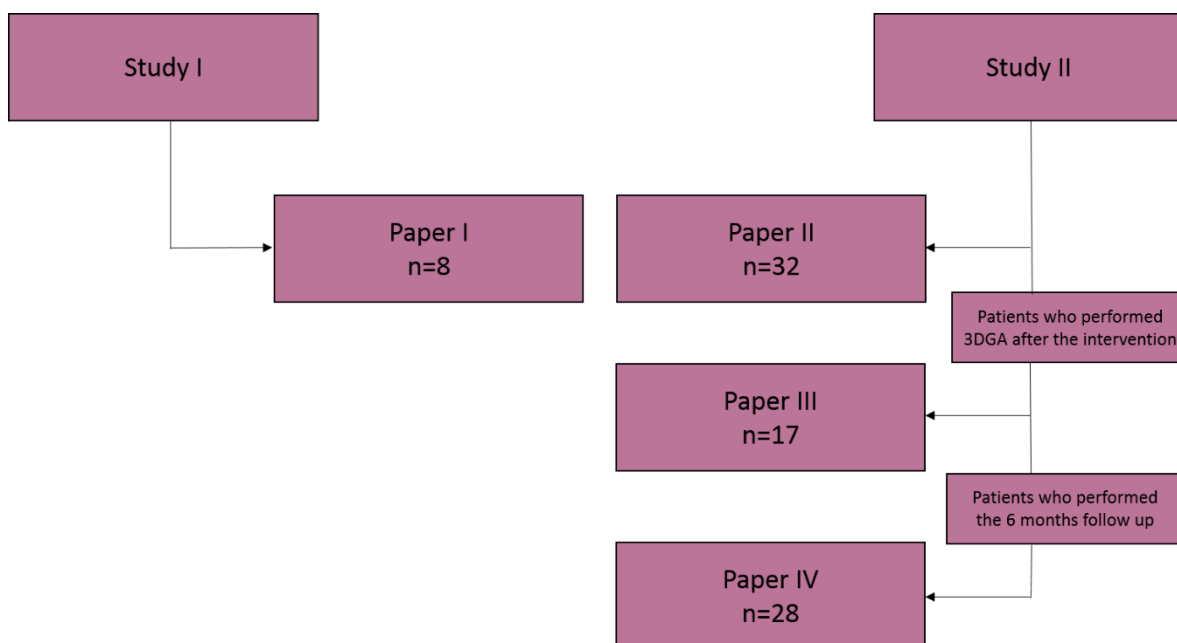 Study I
Study II
Paper I
n=8
Paper II
n=32
Patients who performed
3DGA after the intervention
Paper III
n=17
Patients who performed
the 6 months follow up
Paper IV
n=28